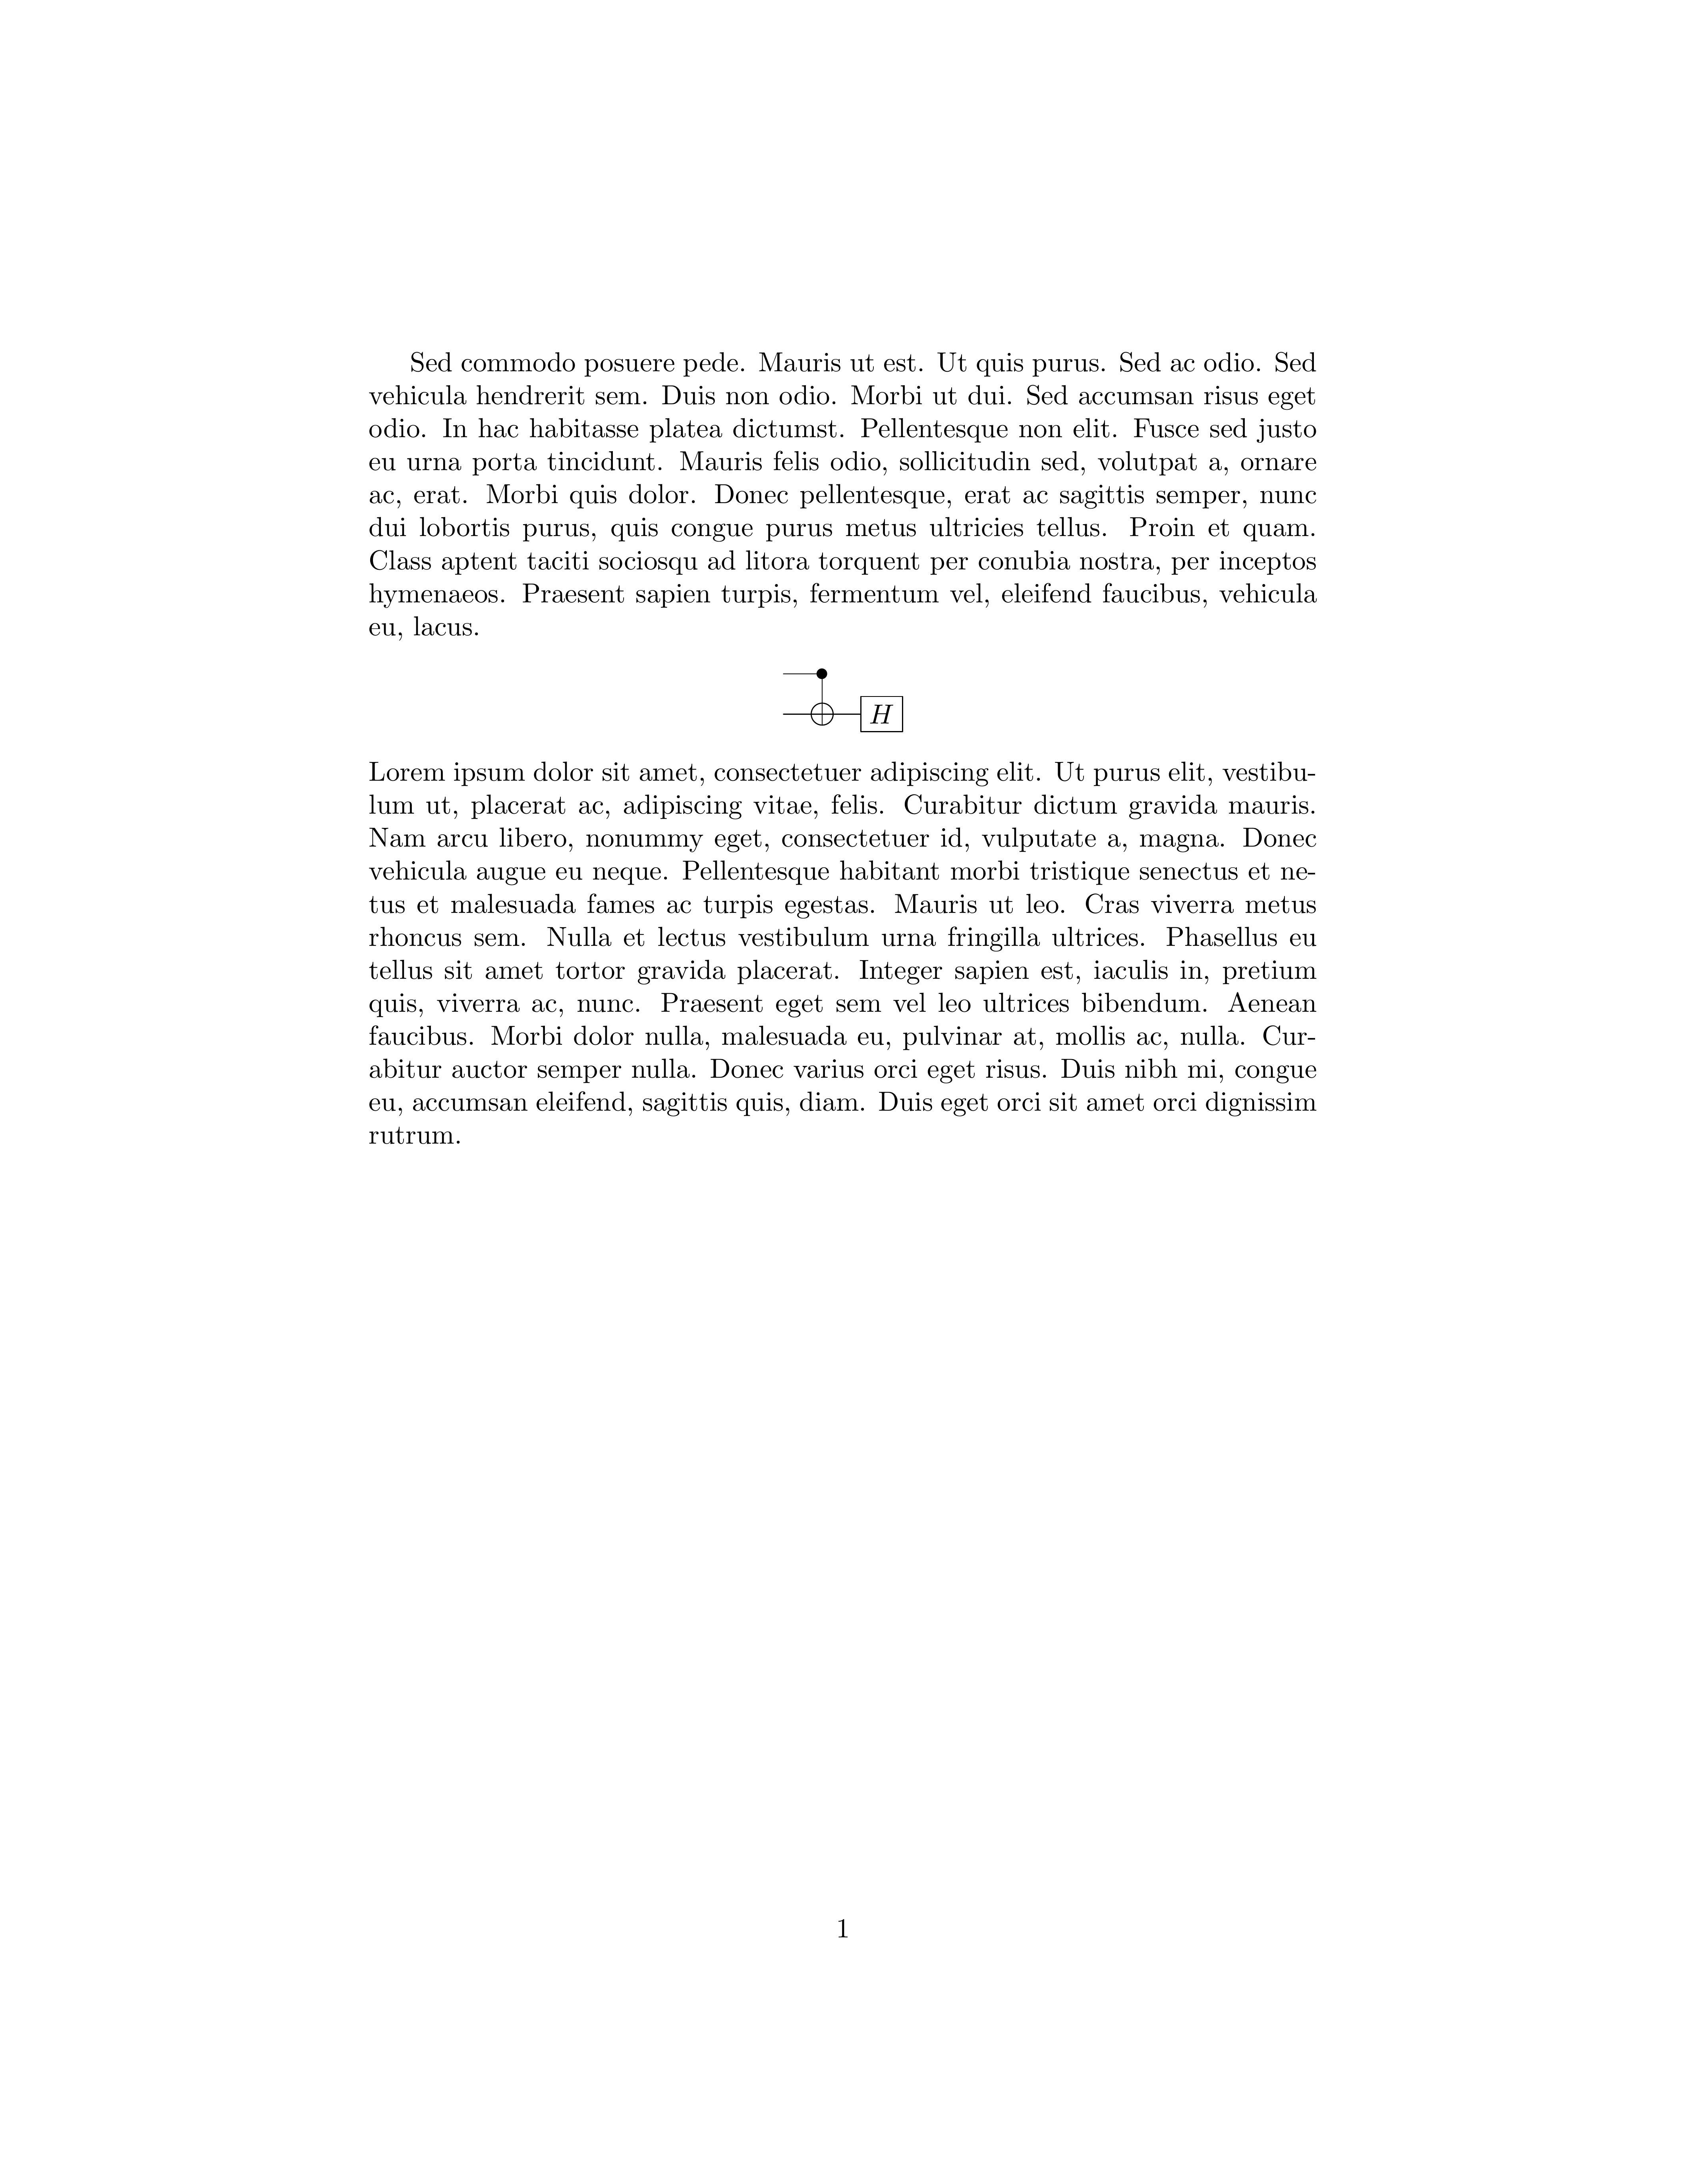 Sed commodo posuere pede. Mauris ut est. Ut quis purus. Sed ac odio. Sed
vehicula hendrerit sem. Duis non odio. Morbi ut dui. Sed accumsan risus eget
odio. In hac habitasse platea dictumst. Pellentesque non elit. Fusce sed justo
eu urna porta tincidunt. Mauris felis odio, sollicitudin sed, volutpat a, ornare
ac, erat. Morbi quis dolor. Donec pellentesque, erat ac sagittis semper, nunc
dui lobortis purus, quis congue purus metus ultricies tellus. Proin et quam.
Class aptent taciti sociosqu ad litora torquent per conubia nostra, per inceptos
hymenaeos. Praesent sapien turpis, fermentum vel, eleifend faucibus, vehicula
eu, lacus.
H
Lorem ipsum dolor sit amet, consectetuer adipiscing elit. Ut purus elit, vestibu-
lum ut, placerat ac, adipiscing vitae, felis. Curabitur dictum gravida mauris.
Nam arcu libero, nonummy eget, consectetuer id, vulputate a, magna. Donec
vehicula augue eu neque. Pellentesque habitant morbi tristique senectus et ne-
tus et malesuada fames ac turpis egestas. Mauris ut leo. Cras viverra metus
rhoncus sem. Nulla et lectus vestibulum urna fringilla ultrices. Phasellus eu
tellus sit amet tortor gravida placerat. Integer sapien est, iaculis in, pretium
quis, viverra ac, nunc. Praesent eget sem vel leo ultrices bibendum. Aenean
faucibus. Morbi dolor nulla, malesuada eu, pulvinar at, mollis ac, nulla. Cur-
abitur auctor semper nulla. Donec varius orci eget risus. Duis nibh mi, congue
eu, accumsan eleifend, sagittis quis, diam. Duis eget orci sit amet orci dignissim
rutrum.
1